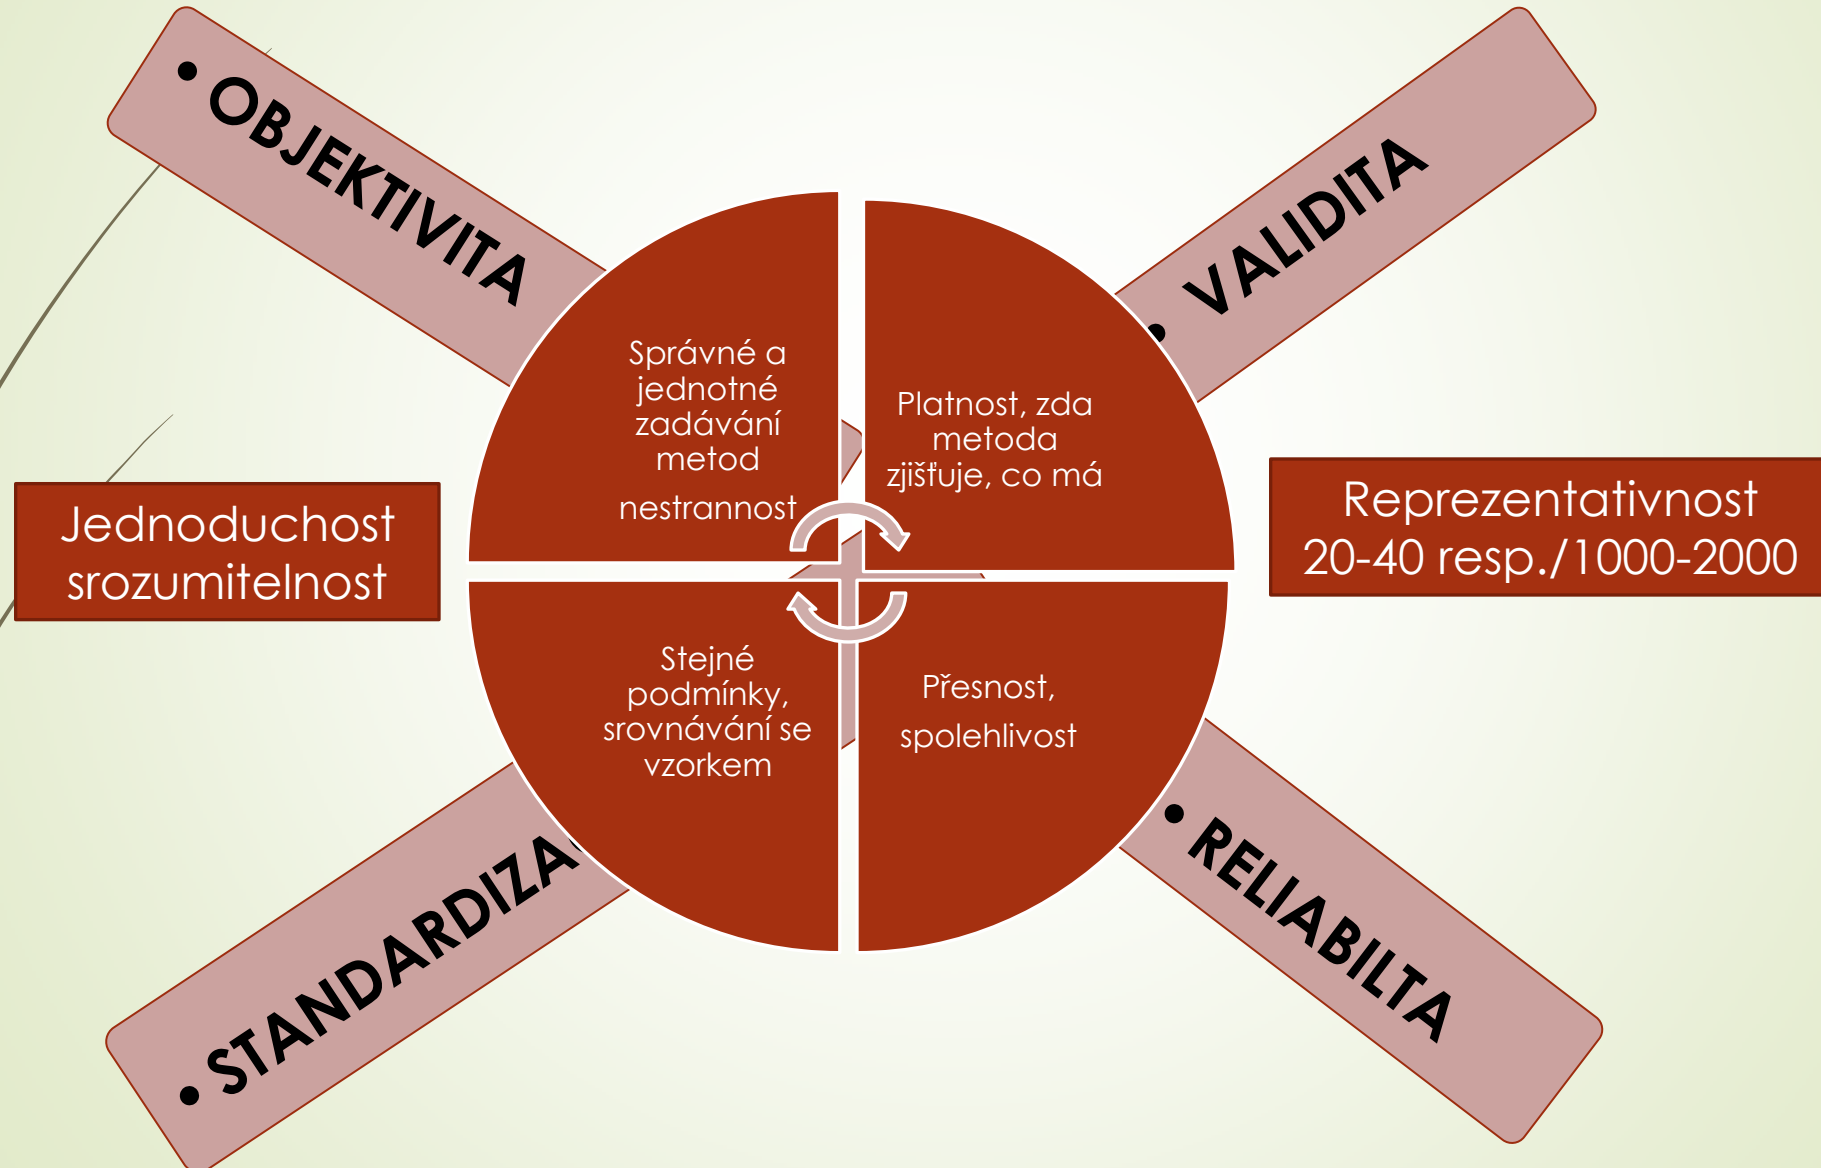 • OBJEKTIVITA
• VALIDITA
Správné a
jednotné
zadávání
metod
nestrannost
Platnost, zda
metoda
zjišťuje, co má
Jednoduchost
srozumitelnost
Reprezentativnost
20-40 resp./1000-2000
Stejné
podmínky,
srovnávání se
vzorkem
Přesnost,
spolehlivost
• STANDARDIZA
• RELIABILTA